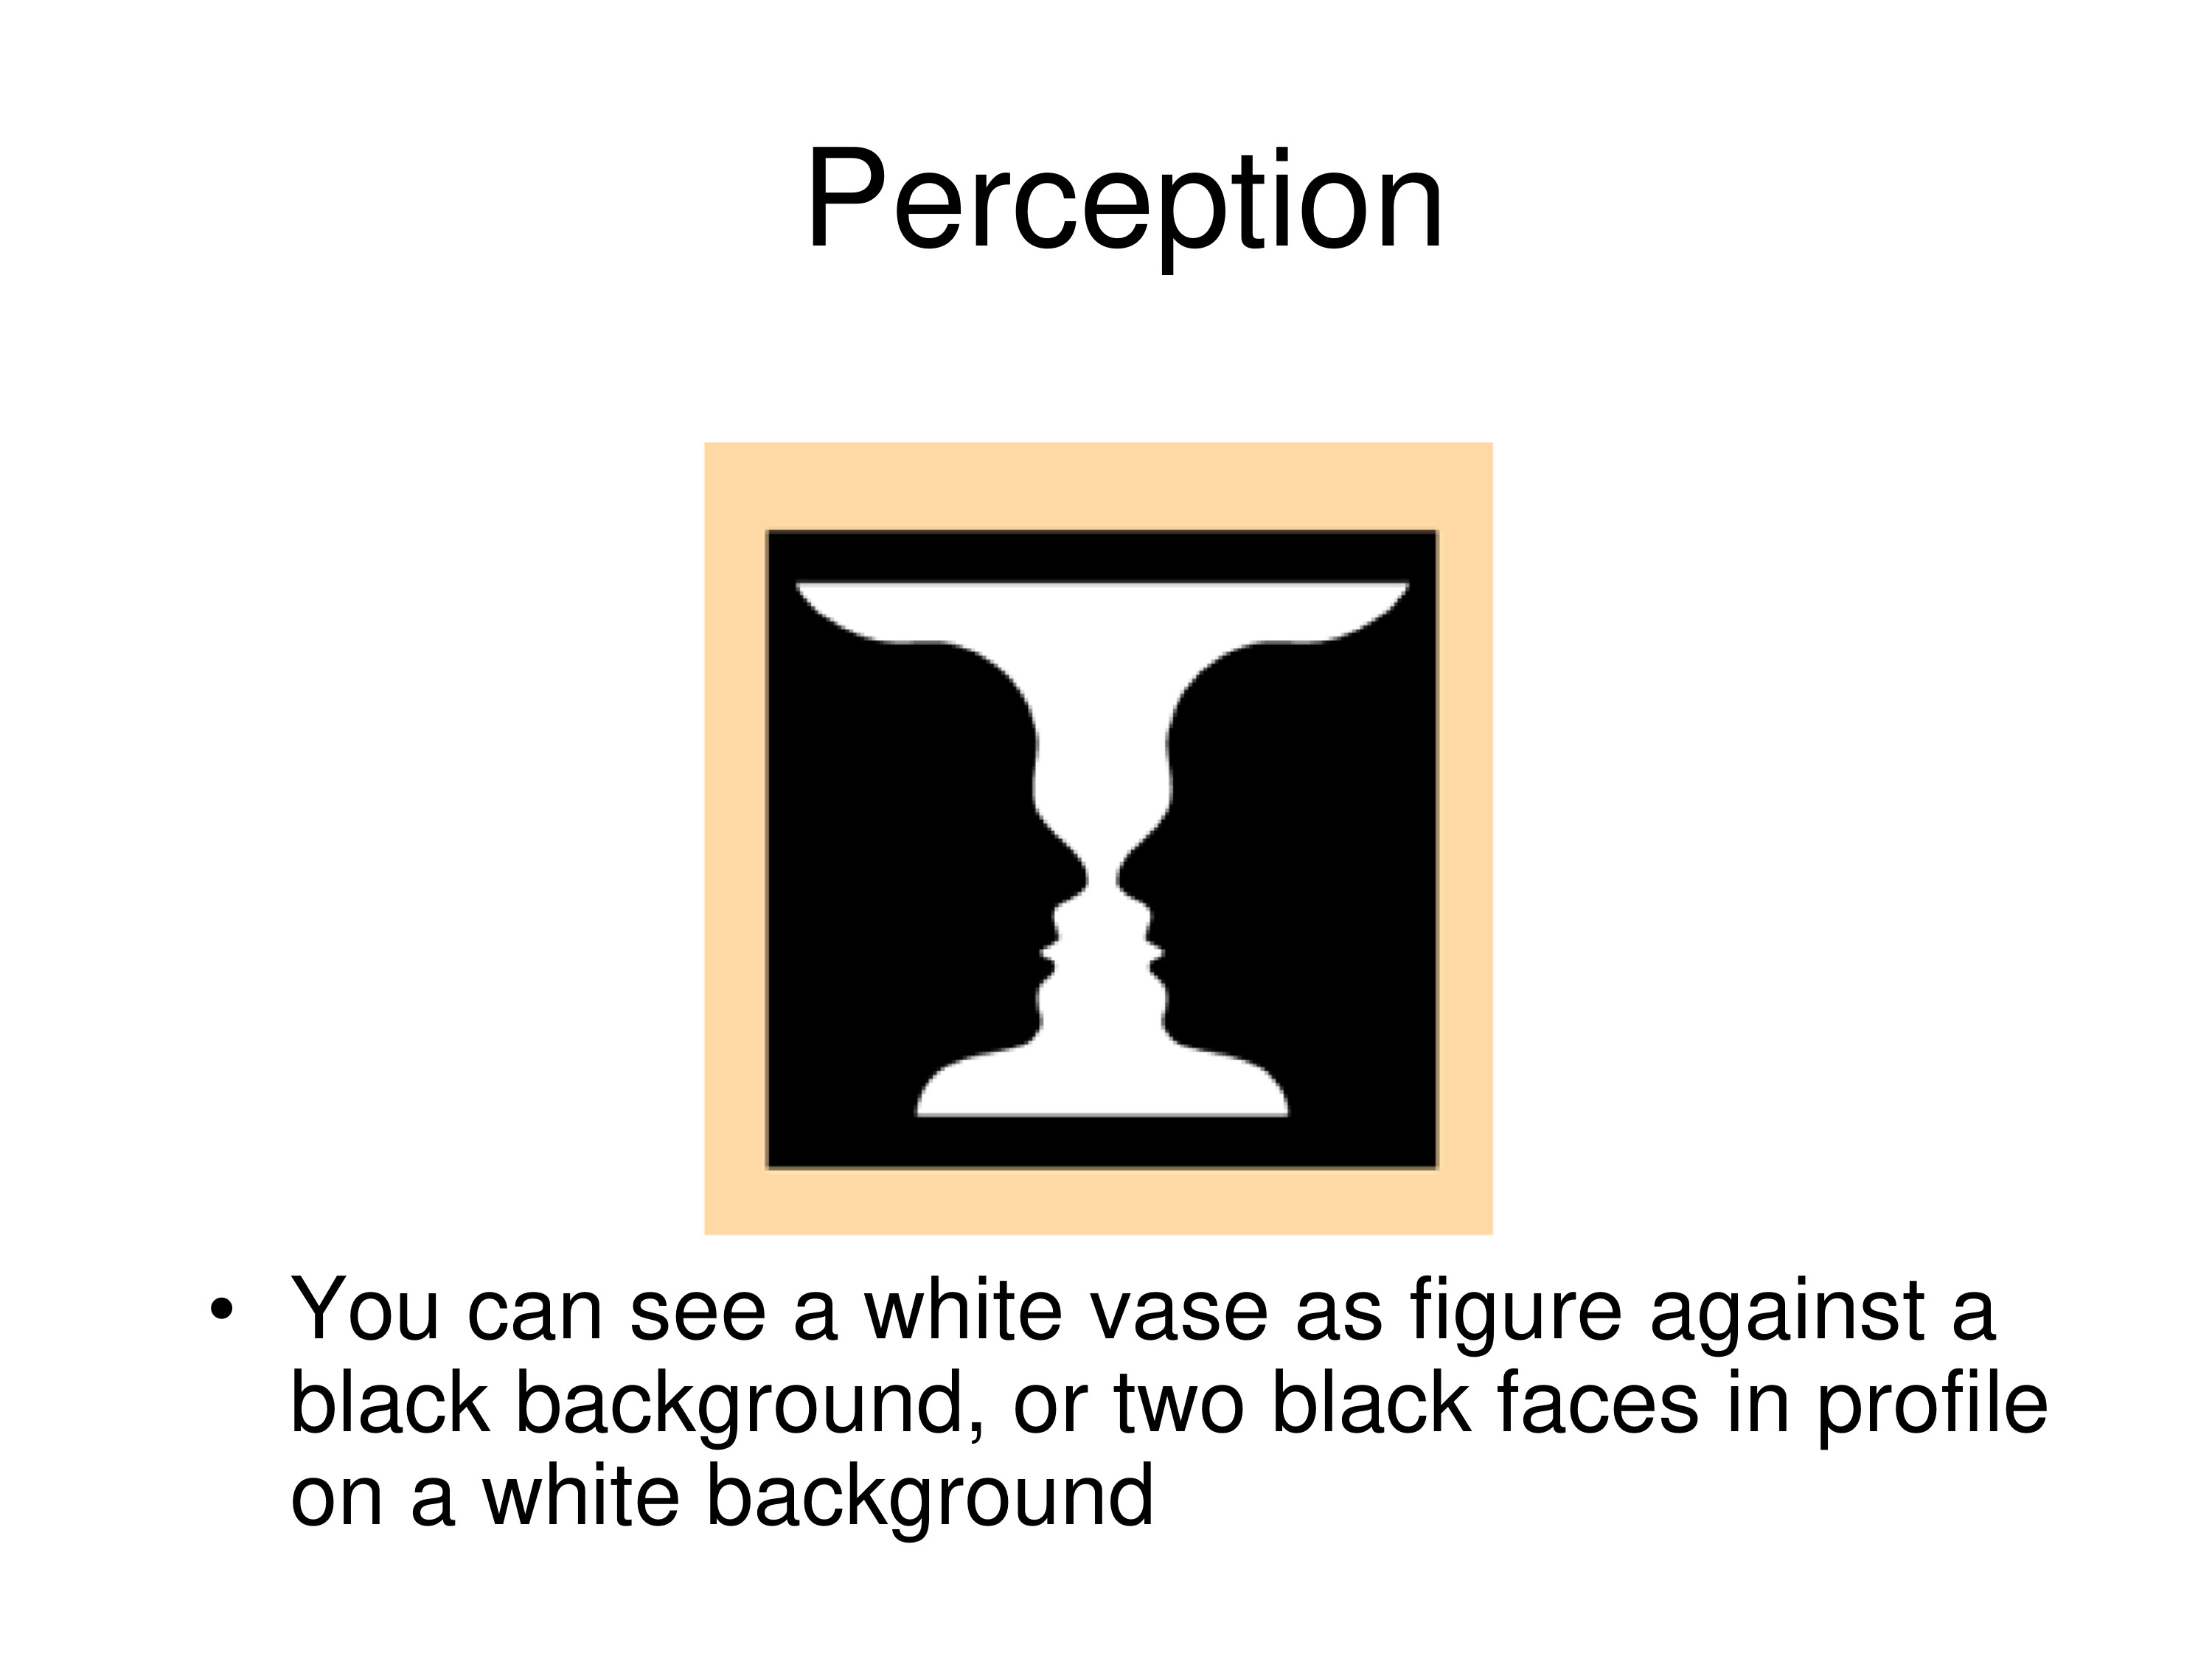 Perception
• You can see a white vase as figure against a
black background, or two black faces in profile
on a white background